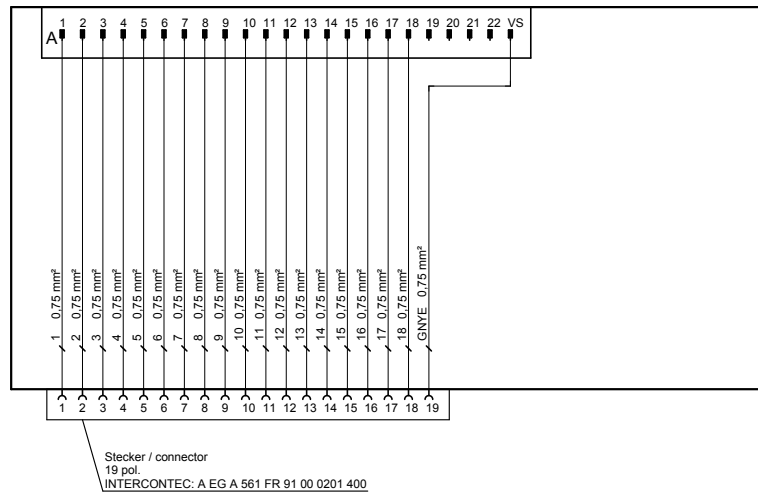 1 2 3 4 5 6 7 8 9 10 11 12 13 14 15 16 17 18 19 20 21 22 VS
A
1 0,75 mm²
2 0,75 mm²
3 0,75 mm²
4 0,75 mm²
5 0,75 mm²
6 0,75 mm²
7 0,75 mm²
8 0,75 mm²
9 0,75 mm²
10 0,75 mm²
11 0,75 mm²
12 0,75 mm²
13 0,75 mm²
14 0,75 mm²
15 0,75 mm²
16 0,75 mm²
17 0,75 mm²
18 0,75 mm²
GNYE 0,75 mm²
1 2 3 4 5 6 7 8 9 10 11 12 13 14 15 16 17 18 19
Stecker / connector
19 pol.
INTERCONTEC: A EG A 561 FR 91 00 0201 400